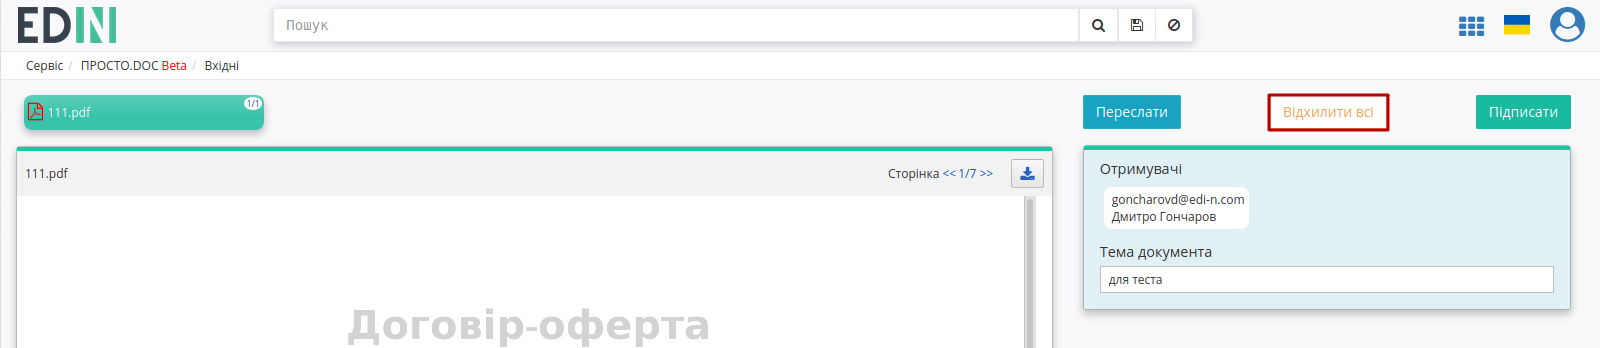 EDIN
Пошук
Сервіс / ПРОСТО.DOC Beta / Вхідні
111.pdf 1/1
Переслати
Відхилити всі
Підписати
111.pdf
Сторінка << 1/7 >>
Договір-оферта
Отримувачі
goncharovd@edi-n.com
Дмитро Гончаров
Тема документа
для теста